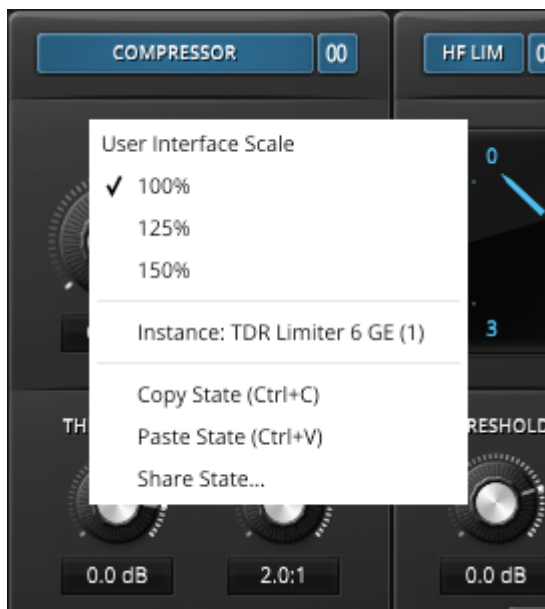 COMPRESSOR
00
HF LIM
User Interface Scale
0
✓ 100%
125%
150%
Instance: TDR Limiter 6 GE (1)
3
Copy State (Ctrl+C)
Paste State (Ctrl+V)
Share State...
0.0 dB
2.0:1
0.0 dB